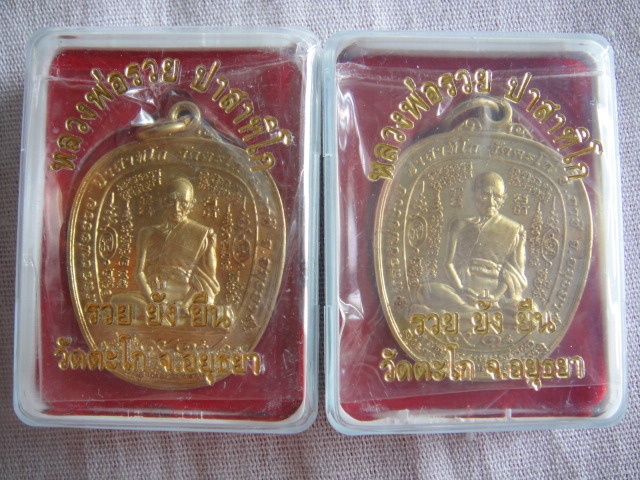 หลวงพ่อรวย ปาสาทิโก
รวย ยั่ง ยืน
วัดตะโก จ.อยุธยา
หลวงพ่อรวย ปาสาทิโก
รวย ยั่ง ยืน
วัดตะโก จ.อยุธยา